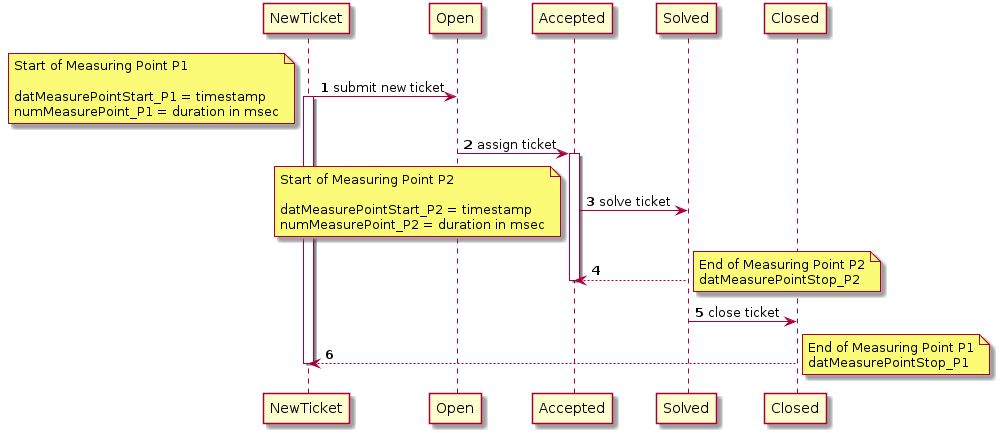 NewTicket Open Accepted Solved Closed
Start of Measuring Point P1
datMeasurePointStart_P1 = timestamp
numMeasurePoint_P1 = duration in msec
1 submit new ticket
2 assign ticket
Start of Measuring Point P2
datMeasurePointStart_P2 = timestamp
numMeasurePoint_P2 = duration in msec
3 solve ticket
4
End of Measuring Point P2
datMeasurePointStop_P2
5 close ticket
6
End of Measuring Point P1
datMeasurePointStop_P1
NewTicket Open Accepted Solved Closed